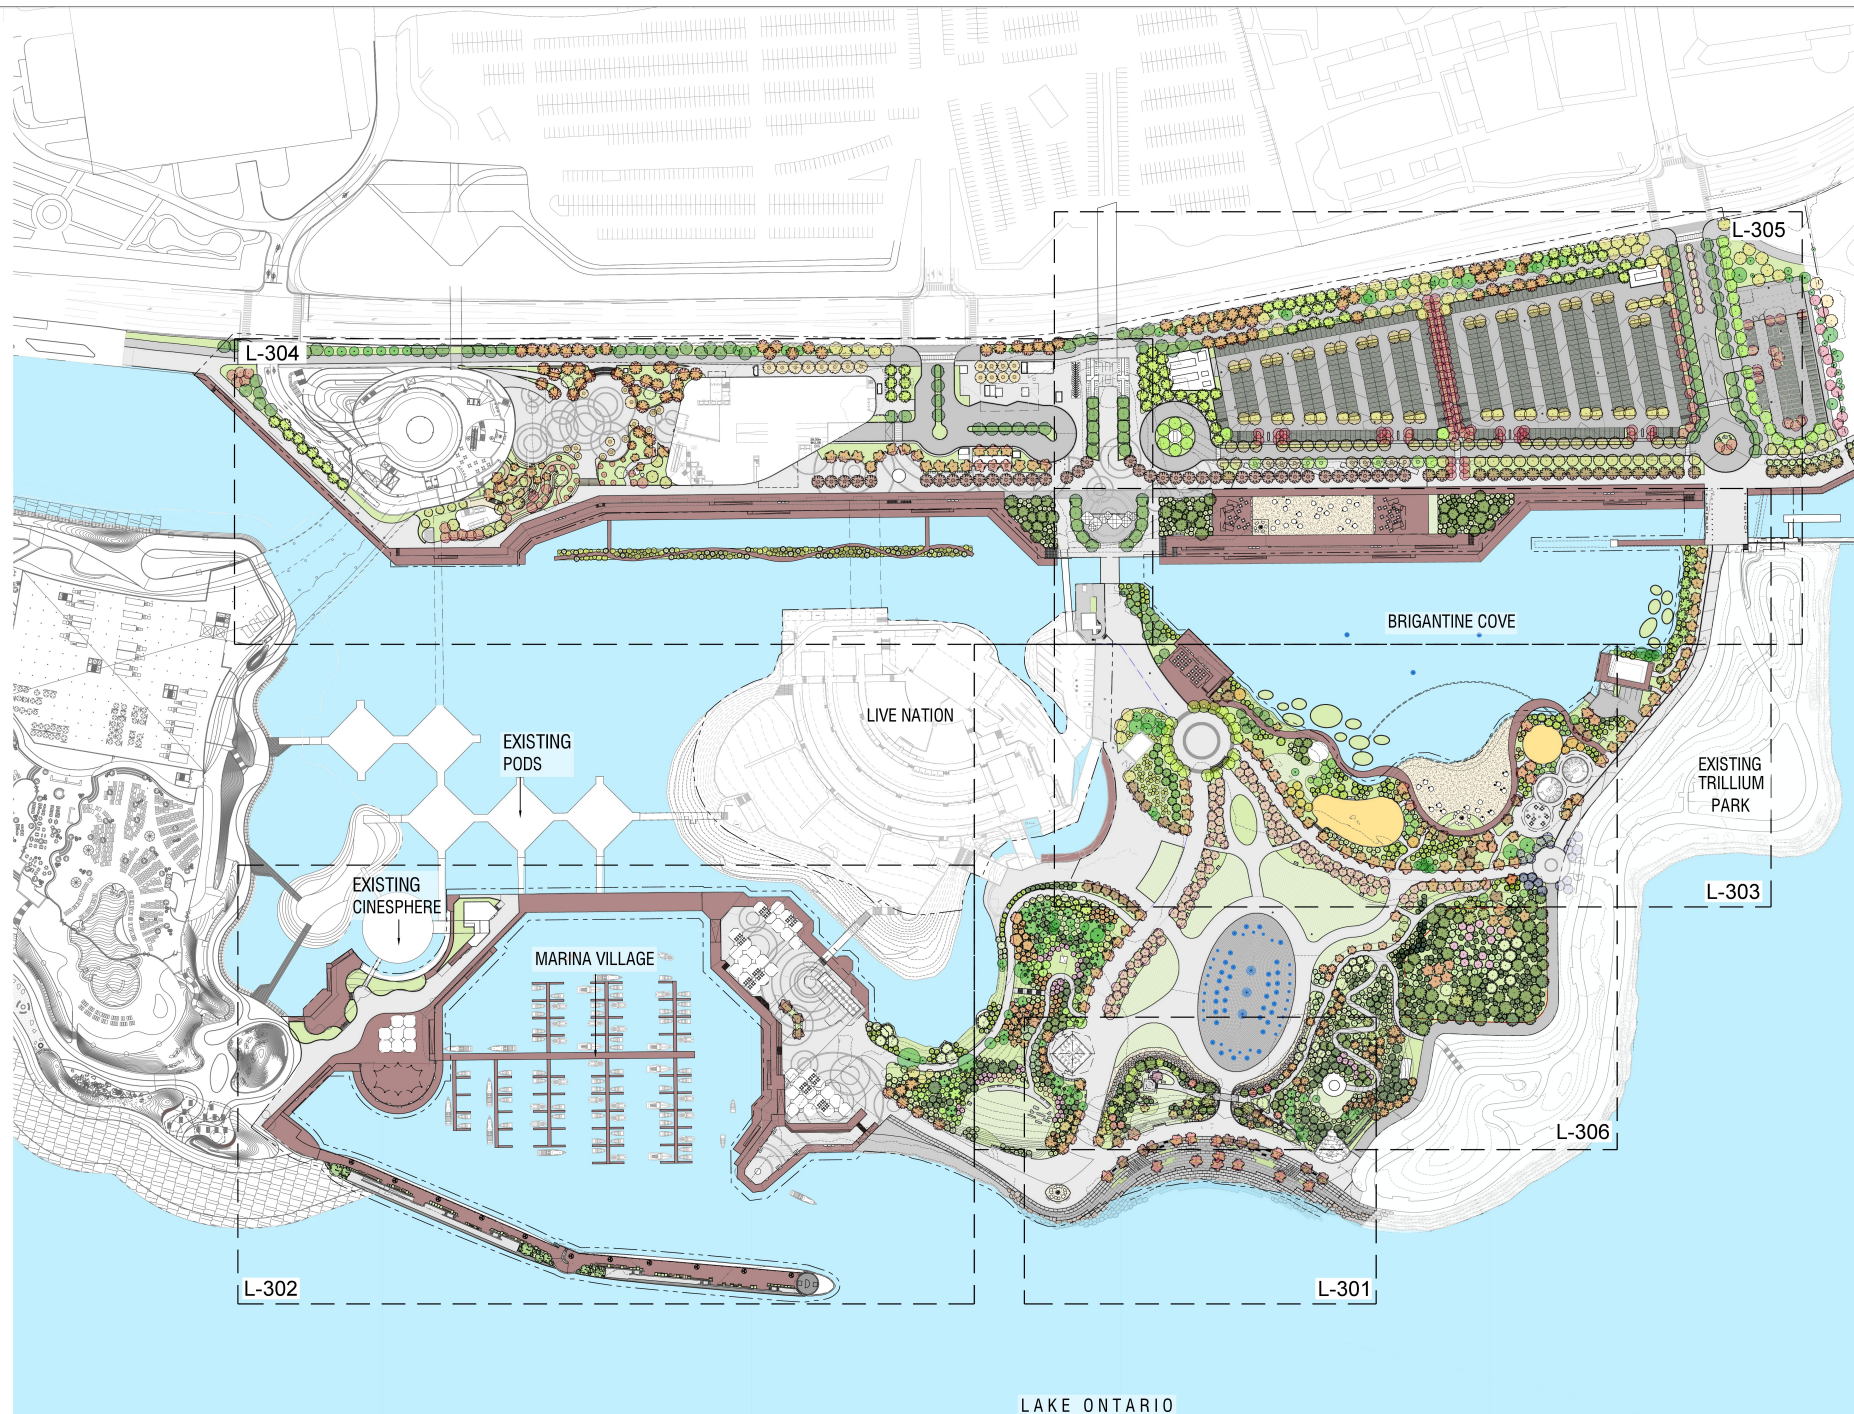 L-305
L-304
BRIGANTINE COVE
LIVE NATION
EXISTING
PODS
EXISTING
TRILLIUM
PARK
EXISTING
CINESPHERE
L-303
MARINA VILLAGE
L-306
L-302
L-301
LAKE ONTARIO